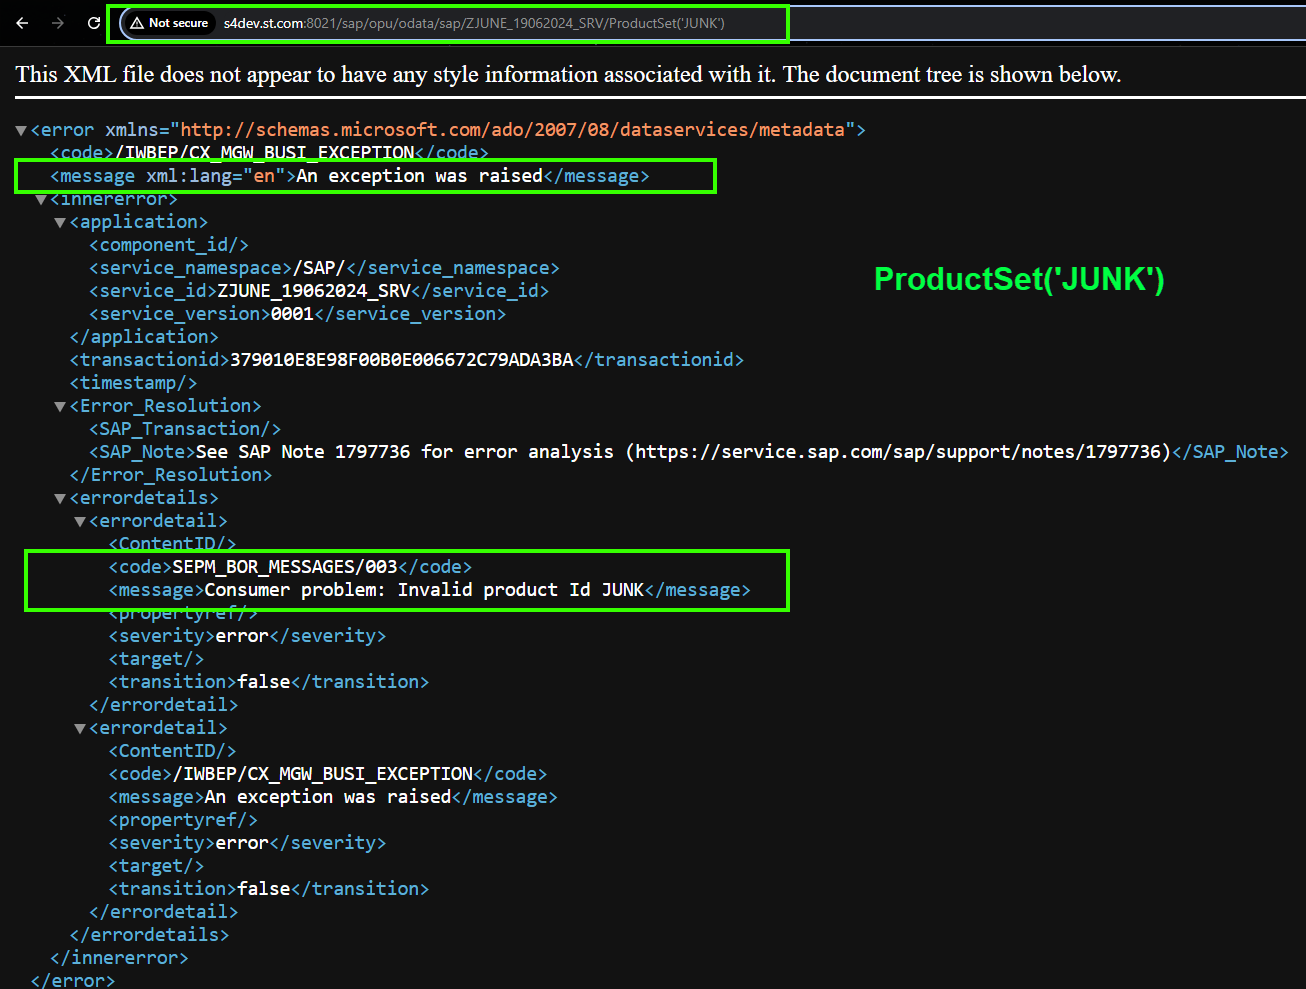 Not secure s4dev.st.com:8021/sap/opu/odata/sap/ZJUNE_19062024_SRV/ProductSet('JUNK')
This XML file does not appear to have any style information associated with it. The document tree is shown below.
<error xmlns="http://schemas.microsoft.com/ado/2007/08/dataservices/metadata">
<code>/IWBEP/CX_MGW_BUSI_EXCEPTION</code>
<message xml:lang="en">An exception was raised</message>
<innererror>
<application>
<component_id/>
<service_namespace>/SAP/</service_namespace>
ProductSet('JUNK')
<service_id>ZJUNE_19062024_SRV</service_id>
<service_version>0001</service_version>
</application>
<transactionid>379010E8E98F00B0E006672C79ADA3BA</transactionid>
<timestamp/>
<Error_Resolution>
<SAP_Transaction/>
<SAP_Note>See SAP Note 1797736 for error analysis (https://service.sap.com/sap/support/notes/1797736)</SAP_Note>
</Error_Resolution>
<errordetails>
<errordetail>
<ContentID/>
<code>SEPM_BOR_MESSAGES/003</code>
<message>Consumer problem: Invalid product Id JUNK</message>
<propertyref/>
<severity>error</severity>
<target/>
<transition>false</transition>
</errordetail>
<errordetail>
<ContentID/>
<code>/IWBEP/CX_MGW_BUSI_EXCEPTION</code>
<message>An exception was raised</message>
<propertyref/>
<severity>error</severity>
<target/>
<transition>false</transition>
</errordetail>
</errordetails>
</innererror>
</error>